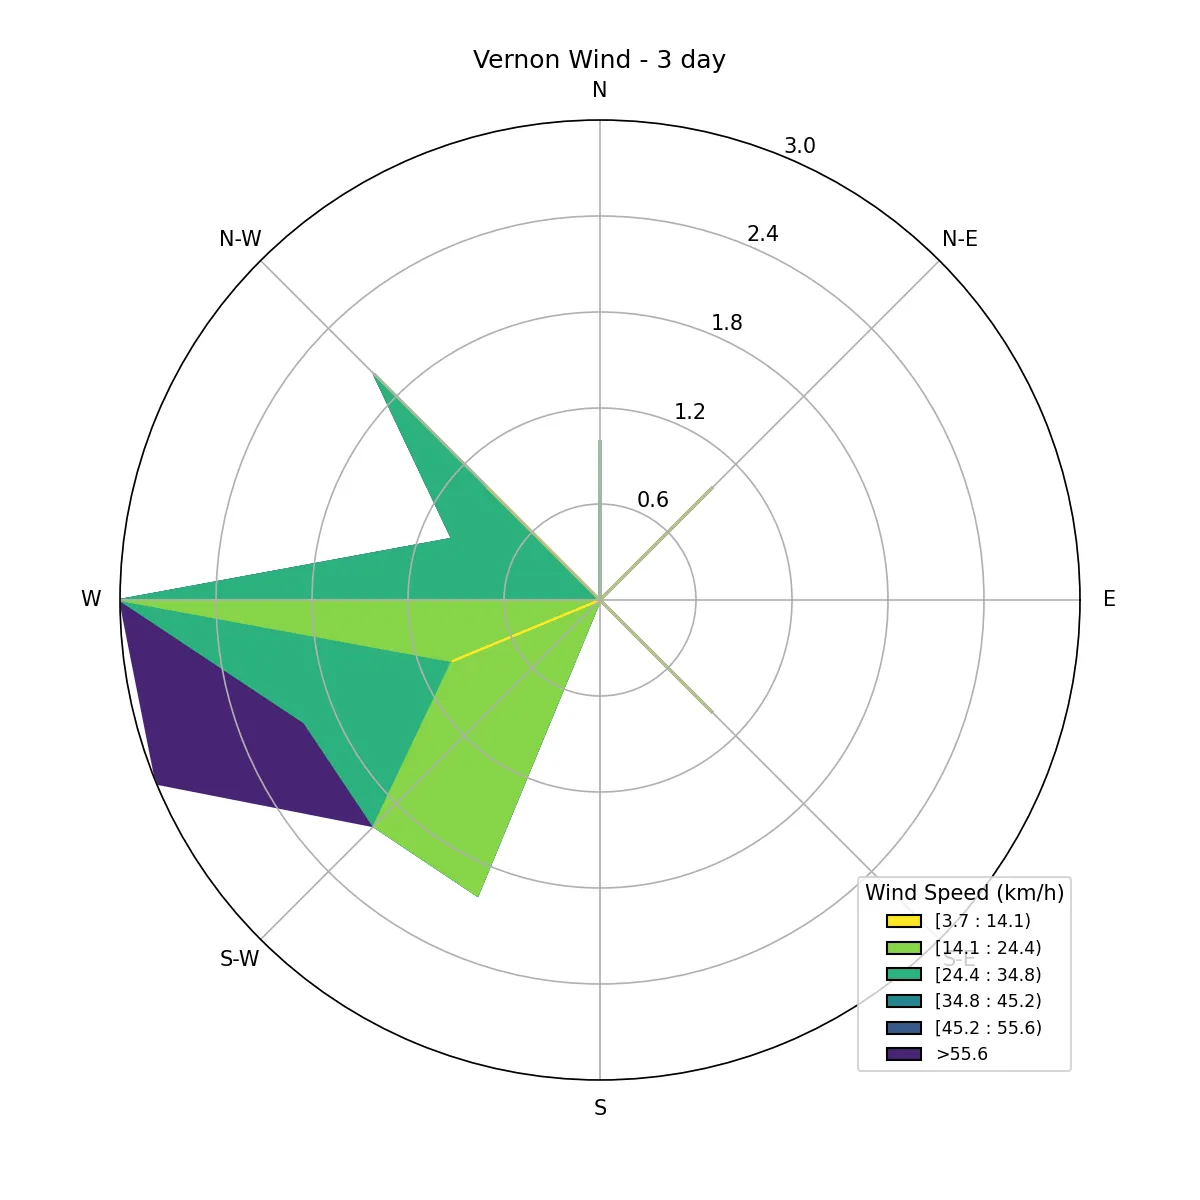 Vernon Wind - 3 day
N
3.0
N-W
N-E
2.4
1.8
1.2
0.6
W
E
Wind Speed (km/h)
[3.7 : 14.1)
[14.1 : 24.4)
S-W
S-E
[24.4 : 34.8)
[34.8 : 45.2)
[45.2 : 55.6)
>55.6
S